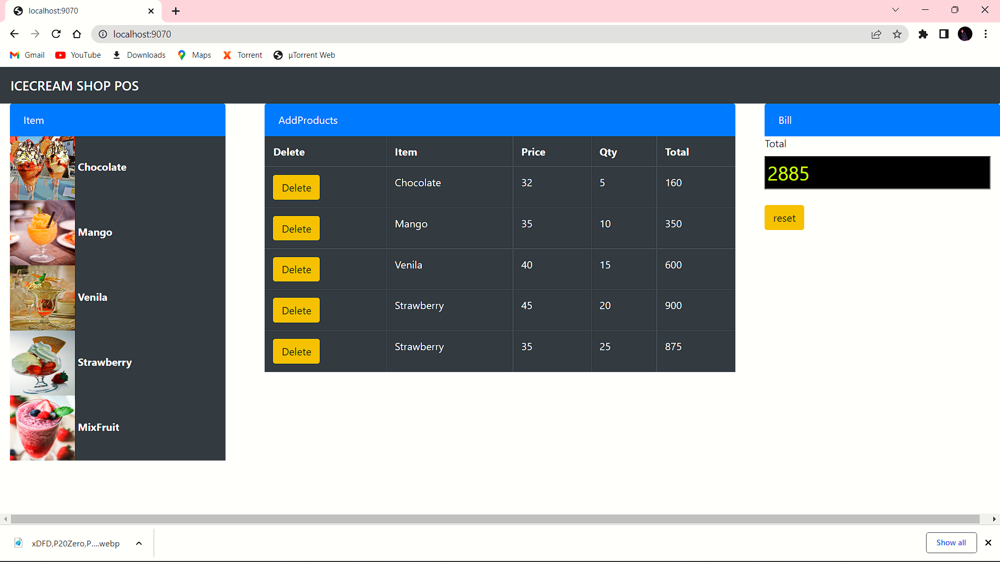 localhost:9070
localhost:9070
Gmail YouTube Downloads Maps Torrent µTorrent Web
ICECREAM SHOP POS
Item
Chocolate
Mango
Venila
Strawberry
MixFruit
AddProducts
Delete Item Price Qty Total
Delete Chocolate 32 5 160
Delete Mango 35 10 350
Delete Venila 40 15 600
Delete Strawberry 45 20 900
Delete Strawberry 35 25 875
Bill
Total
2885
reset
xDFD,P20Zero,P....webp
Show all